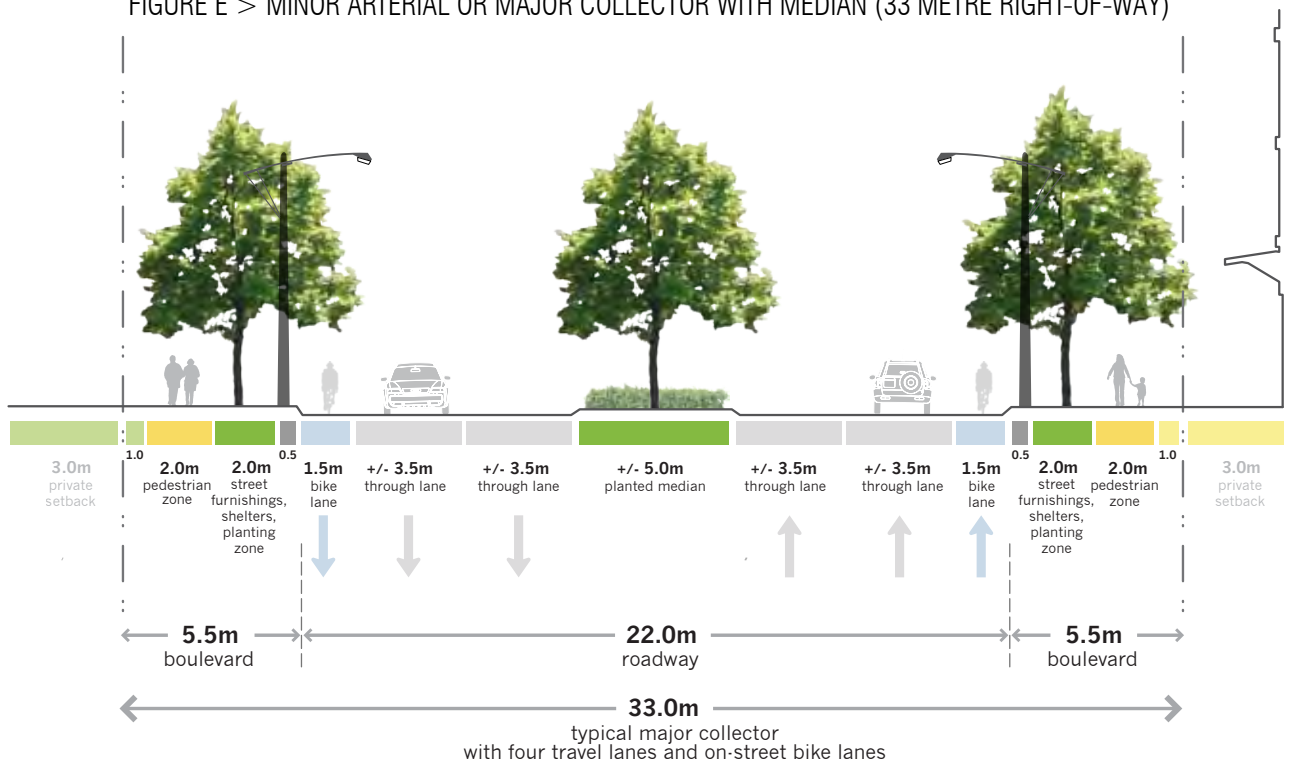 FIGURE E > MINOR ARTERIAL OR MAJOR COLLECTOR WITH MEDIAN (33 METRE RIGHT-OF-WAY)
3.0m
private
setback
1.0
2.0m
pedestrian
zone
2.0m
street
furnishings,
shelters,
planting
zone
0.5
1.5m
bike
lane
+/- 3.5m
through lane
+/- 3.5m
through lane
+/- 5.0m
planted median
+/- 3.5m
through lane
+/- 3.5m
through lane
1.5m
bike
lane
0.5
2.0m
street
furnishings,
shelters,
planting
zone
2.0m
pedestrian
zone
1.0
3.0m
private
setback
5.5m
boulevard
22.0m
roadway
5.5m
boulevard
33.0m
typical major collector
with four travel lanes and on-street bike lanes